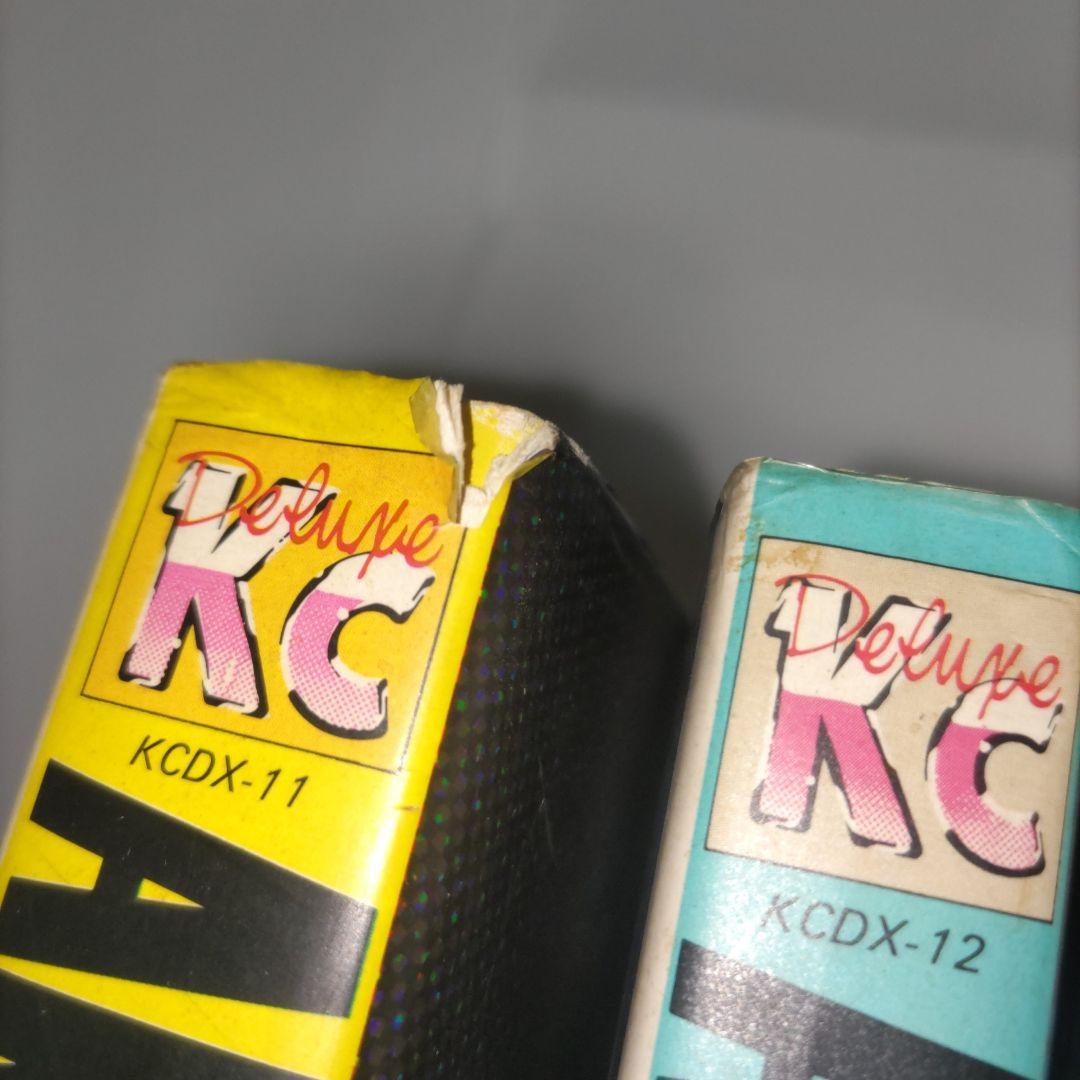 Deluxe
KC
KCDX-11
A
Deluxe
KC
KCDX-12